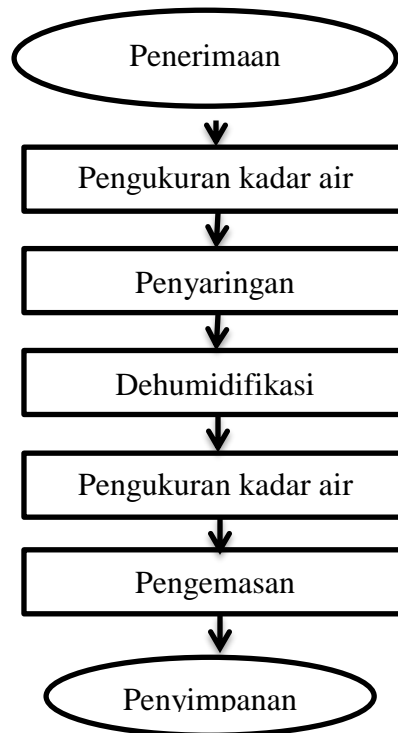 Penerimaan
Pengukuran kadar air
Penyaringan
Dehumidifikasi
Pengukuran kadar air
Pengemasan
Penyimpanan